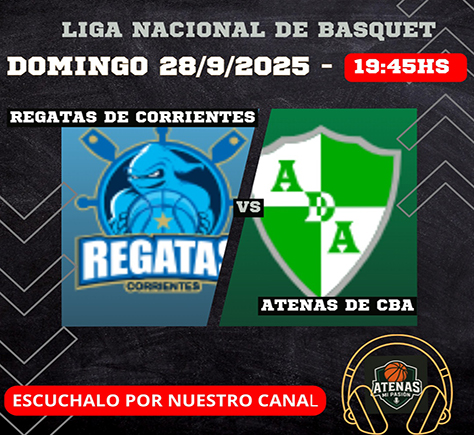 LIGA NACIONAL DE BASQUET
DOMINGO 28/9/2025 - 19:45HS
REGATAS DE CORRIENTES
REGATAS
CORRIENTES
VS
A
D
A
ATENAS DE CBA
ATENAS
MI PASIÓN
ESCUCHALO POR NUESTRO CANAL